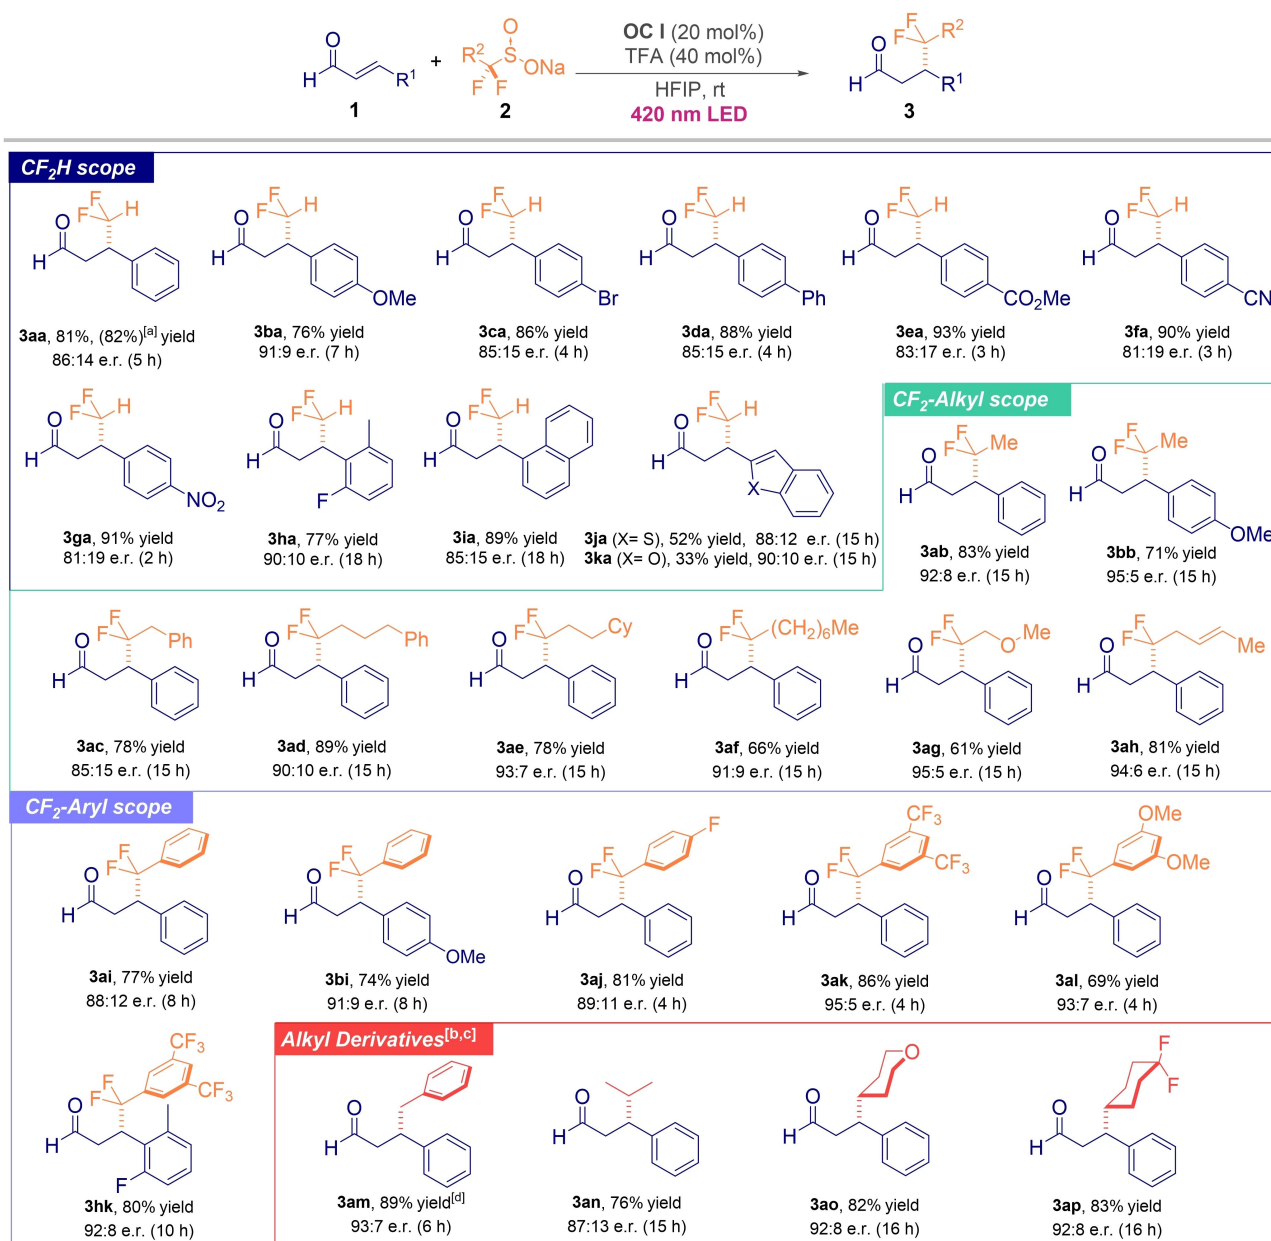 O
H
R¹
1
+
O
R²
S
ONa
F F
2
OC I (20 mol%)
TFA (40 mol%)
HFIP, rt
420 nm LED
F
F R²
O
H
R¹
3
CF₂H scope
F
F H
O
H
F
F H
O
H
OMe
F
F H
O
H
Br
F
F H
O
H
Ph
F
F H
O
H
CO₂Me
F
F H
O
H
CN
3aa, 81%, (82%)[a] yield
86:14 e.r. (5 h)
3ba, 76% yield
91:9 e.r. (7 h)
3ca, 86% yield
85:15 e.r. (4 h)
3da, 88% yield
85:15 e.r. (4 h)
3ea, 93% yield
83:17 e.r. (3 h)
3fa, 90% yield
81:19 e.r. (3 h)
F
F H
O
H
NO₂
F
F H
O
H
F
F
F H
O
H
F
F H
O
H
X
3ga, 91% yield
81:19 e.r. (2 h)
3ha, 77% yield
90:10 e.r. (18 h)
3ia, 89% yield
85:15 e.r. (18 h)
3ja (X= S), 52% yield, 88:12 e.r. (15 h)
3ka (X= O), 33% yield, 90:10 e.r. (15 h)
CF₂-Alkyl scope
F
F Me
O
H
F
F Me
O
H
OMe
3ab, 83% yield
92:8 e.r. (15 h)
3bb, 71% yield
95:5 e.r. (15 h)
F
F
Ph
O
H
F
F
Ph
O
H
F
F
Cy
O
H
F
F
(CH₂)₆Me
O
H
F
F
O
Me
O
H
F
F
Me
O
H
3ac, 78% yield
85:15 e.r. (15 h)
3ad, 89% yield
90:10 e.r. (15 h)
3ae, 78% yield
93:7 e.r. (15 h)
3af, 66% yield
91:9 e.r. (15 h)
3ag, 61% yield
95:5 e.r. (15 h)
3ah, 81% yield
94:6 e.r. (15 h)
CF₂-Aryl scope
F
F
O
H
F
F
O
H
OMe
F
F
F
O
H
CF₃
F
F
CF₃
O
H
OMe
F
F
OMe
O
H
3ai, 77% yield
88:12 e.r. (8 h)
3bi, 74% yield
91:9 e.r. (8 h)
3aj, 81% yield
89:11 e.r. (4 h)
3ak, 86% yield
95:5 e.r. (4 h)
3al, 69% yield
93:7 e.r. (4 h)
CF₃
F
F
CF₃
O
H
F
3hk, 80% yield
92:8 e.r. (10 h)
Alkyl Derivatives[b,c]
O
H
O
H
O
O
H
F
F
O
H
3am, 89% yield[d]
93:7 e.r. (6 h)
3an, 76% yield
87:13 e.r. (15 h)
3ao, 82% yield
92:8 e.r. (16 h)
3ap, 83% yield
92:8 e.r. (16 h)